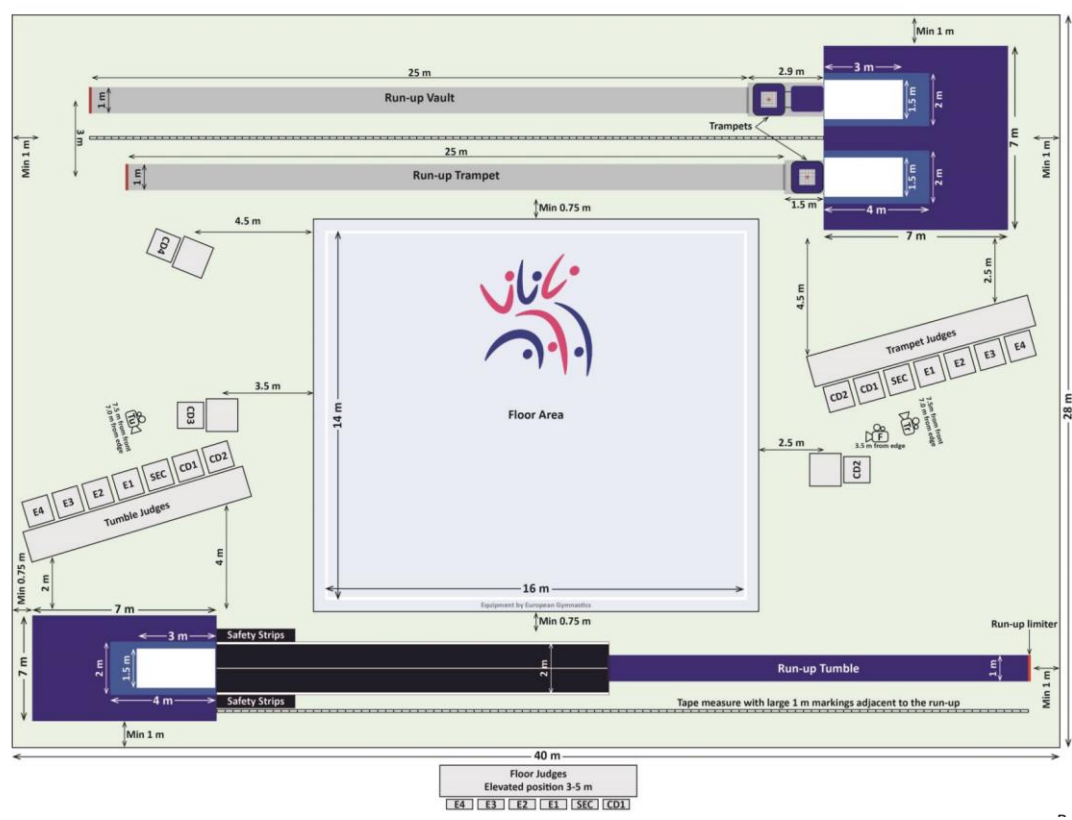 Min 1 m
25 m
2.9 m
3 m
1 m
Run-up Vault
1.5 m
2 m
Trampets
3 m
Min 1 m
7 m
Min 1 m
25 m
1 m
Run-up Trampet
1.5 m
2 m
1.5 m
4 m
Min 0.75 m
7 m
4.5 m
CD4
4.5 m
2.5 m
Trampet Judges
CD2 CD1 SEC E1 E2 E3 E4
28 m
3.5 m
CD3
Tu
7.5 m from front
7.0 m from edge
14 m
Floor Area
Tr
7.5m from front
7.0 m from edge
F
3.5 m from edge
2.5 m
CD2
E4 E3 E2 E1 SEC CD1 CD2
Tumble Judges
4 m
2 m
Min 0.75 m
16 m
Equipment by European Gymnastics
7 m
Min 0.75 m
Run-up limiter
3 m
Safety Strips
7 m
2 m
1.5 m
2 m
Run-up Tumble
1 m
Min 1 m
4 m
Safety Strips
Tape measure with large 1 m markings adjacent to the run-up
Min 1 m
40 m
Floor Judges
Elevated position 3-5 m
E4 E3 E2 E1 SEC CD1